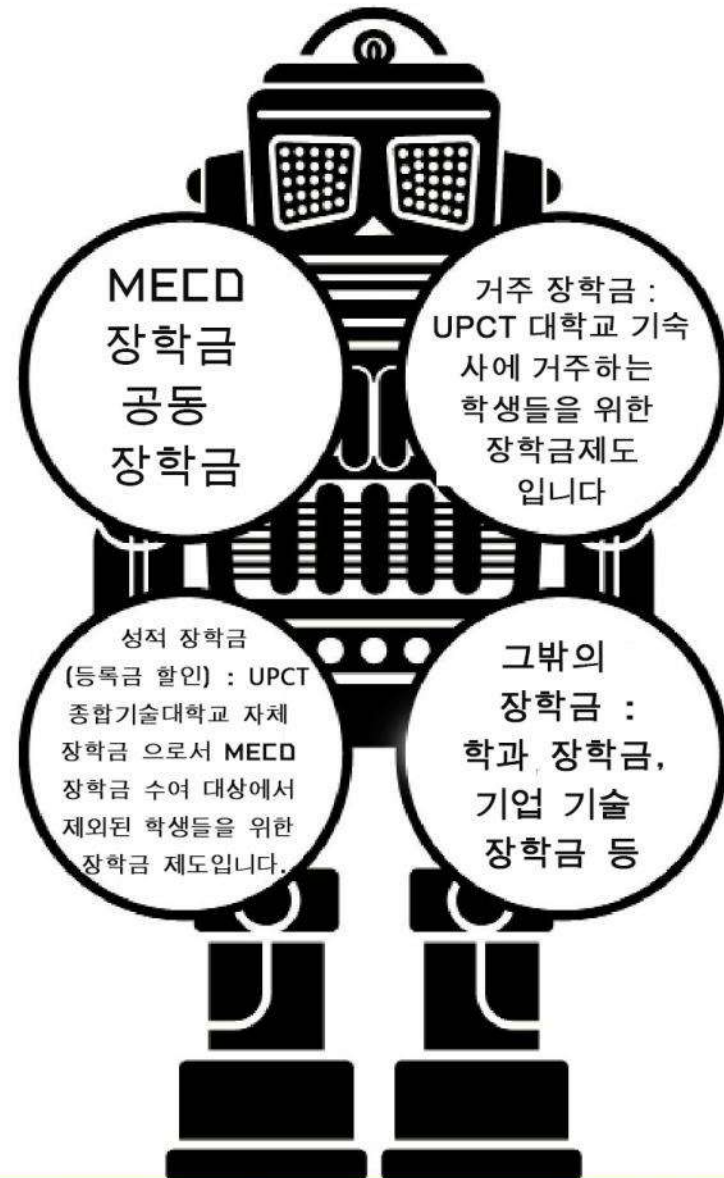 MECD
장학금
공동
장학금
거주 장학금 :
UPCT 대학교 기숙
사에 거주하는
학생들을 위한
장학금제도
입니다
성적 장학금
(등록금 할인) : UPCT
종합기술대학교 자체
장학금 으로서 MECD
장학금 수여 대상에서
제외된 학생들을 위한
장학금 제도입니다.
그밖의
장학금 :
학과 장학금,
기업 기술
장학금 등